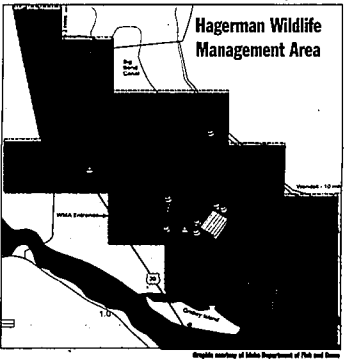 Hagerman Wildlife
Management Area
Big
Bend
Canal
Wendell - 10 mi
WMA Entrance
30
Gridley Island
1.0
Graphic courtesy of Idaho Department of Fish and Game